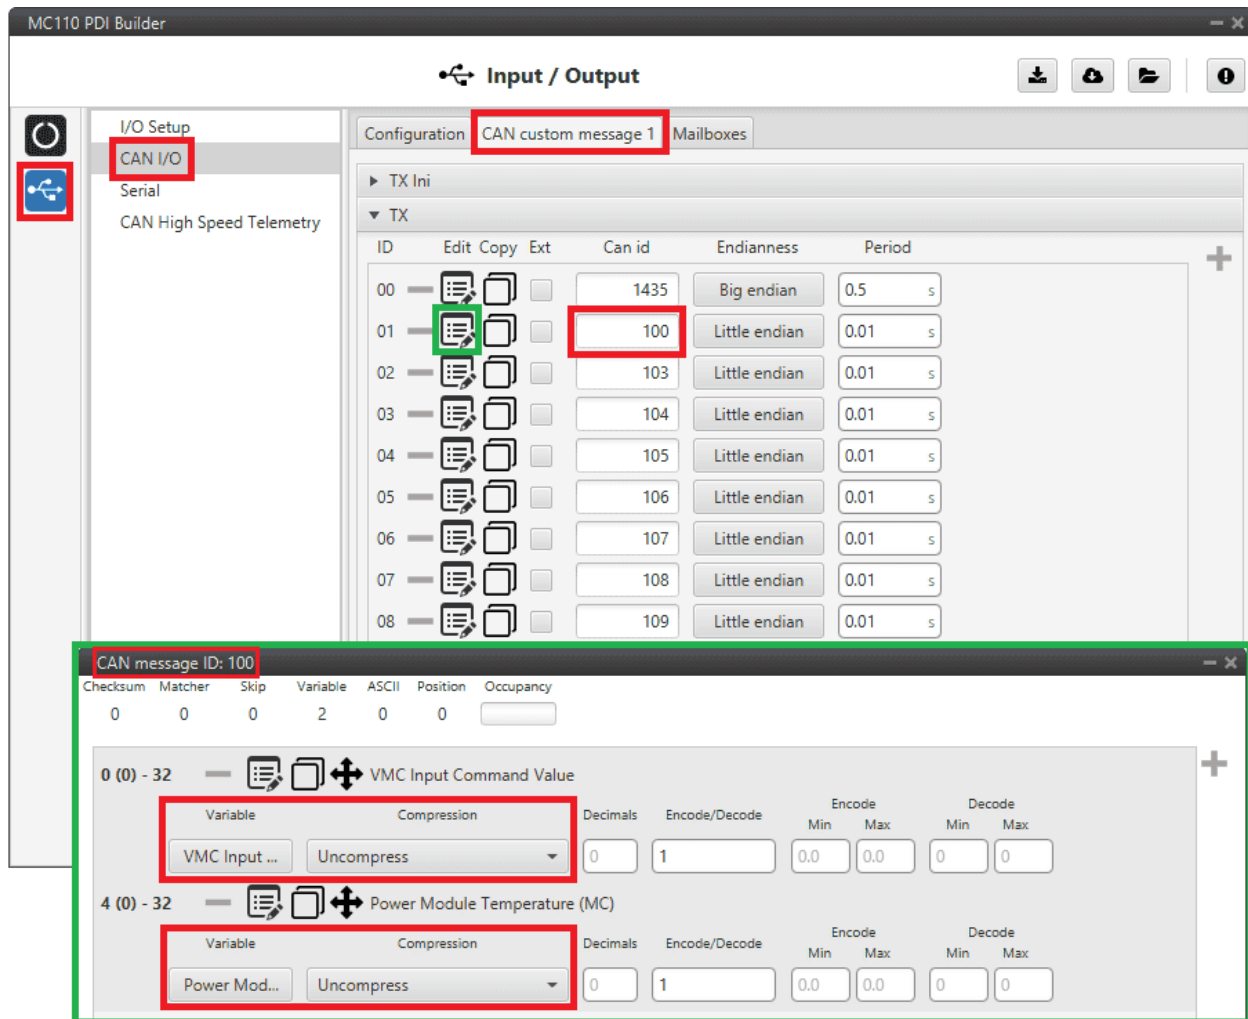 MC110 PDI Builder
Input / Output
I/O Setup
CAN I/O
Serial
CAN High Speed Telemetry
Configuration CAN custom message 1 Mailboxes
TX Ini
TX
ID Edit Copy Ext Can id Endianness Period
00 1435 Big endian 0.5 s
01 100 Little endian 0.01 s
02 103 Little endian 0.01 s
03 104 Little endian 0.01 s
04 105 Little endian 0.01 s
05 106 Little endian 0.01 s
06 107 Little endian 0.01 s
07 108 Little endian 0.01 s
08 109 Little endian 0.01 s
CAN message ID: 100
Checksum Matcher Skip Variable ASCII Position Occupancy
0 0 0 2 0 0
0 (0) - 32 VMC Input Command Value
Variable Compression Decimals Encode/Decode Encode Decode
Min Max Min Max
VMC Input ... Uncompress 0 1 0.0 0.0 0 0
4 (0) - 32 Power Module Temperature (MC)
Variable Compression Decimals Encode/Decode Encode Decode
Min Max Min Max
Power Mod... Uncompress 0 1 0.0 0.0 0 0